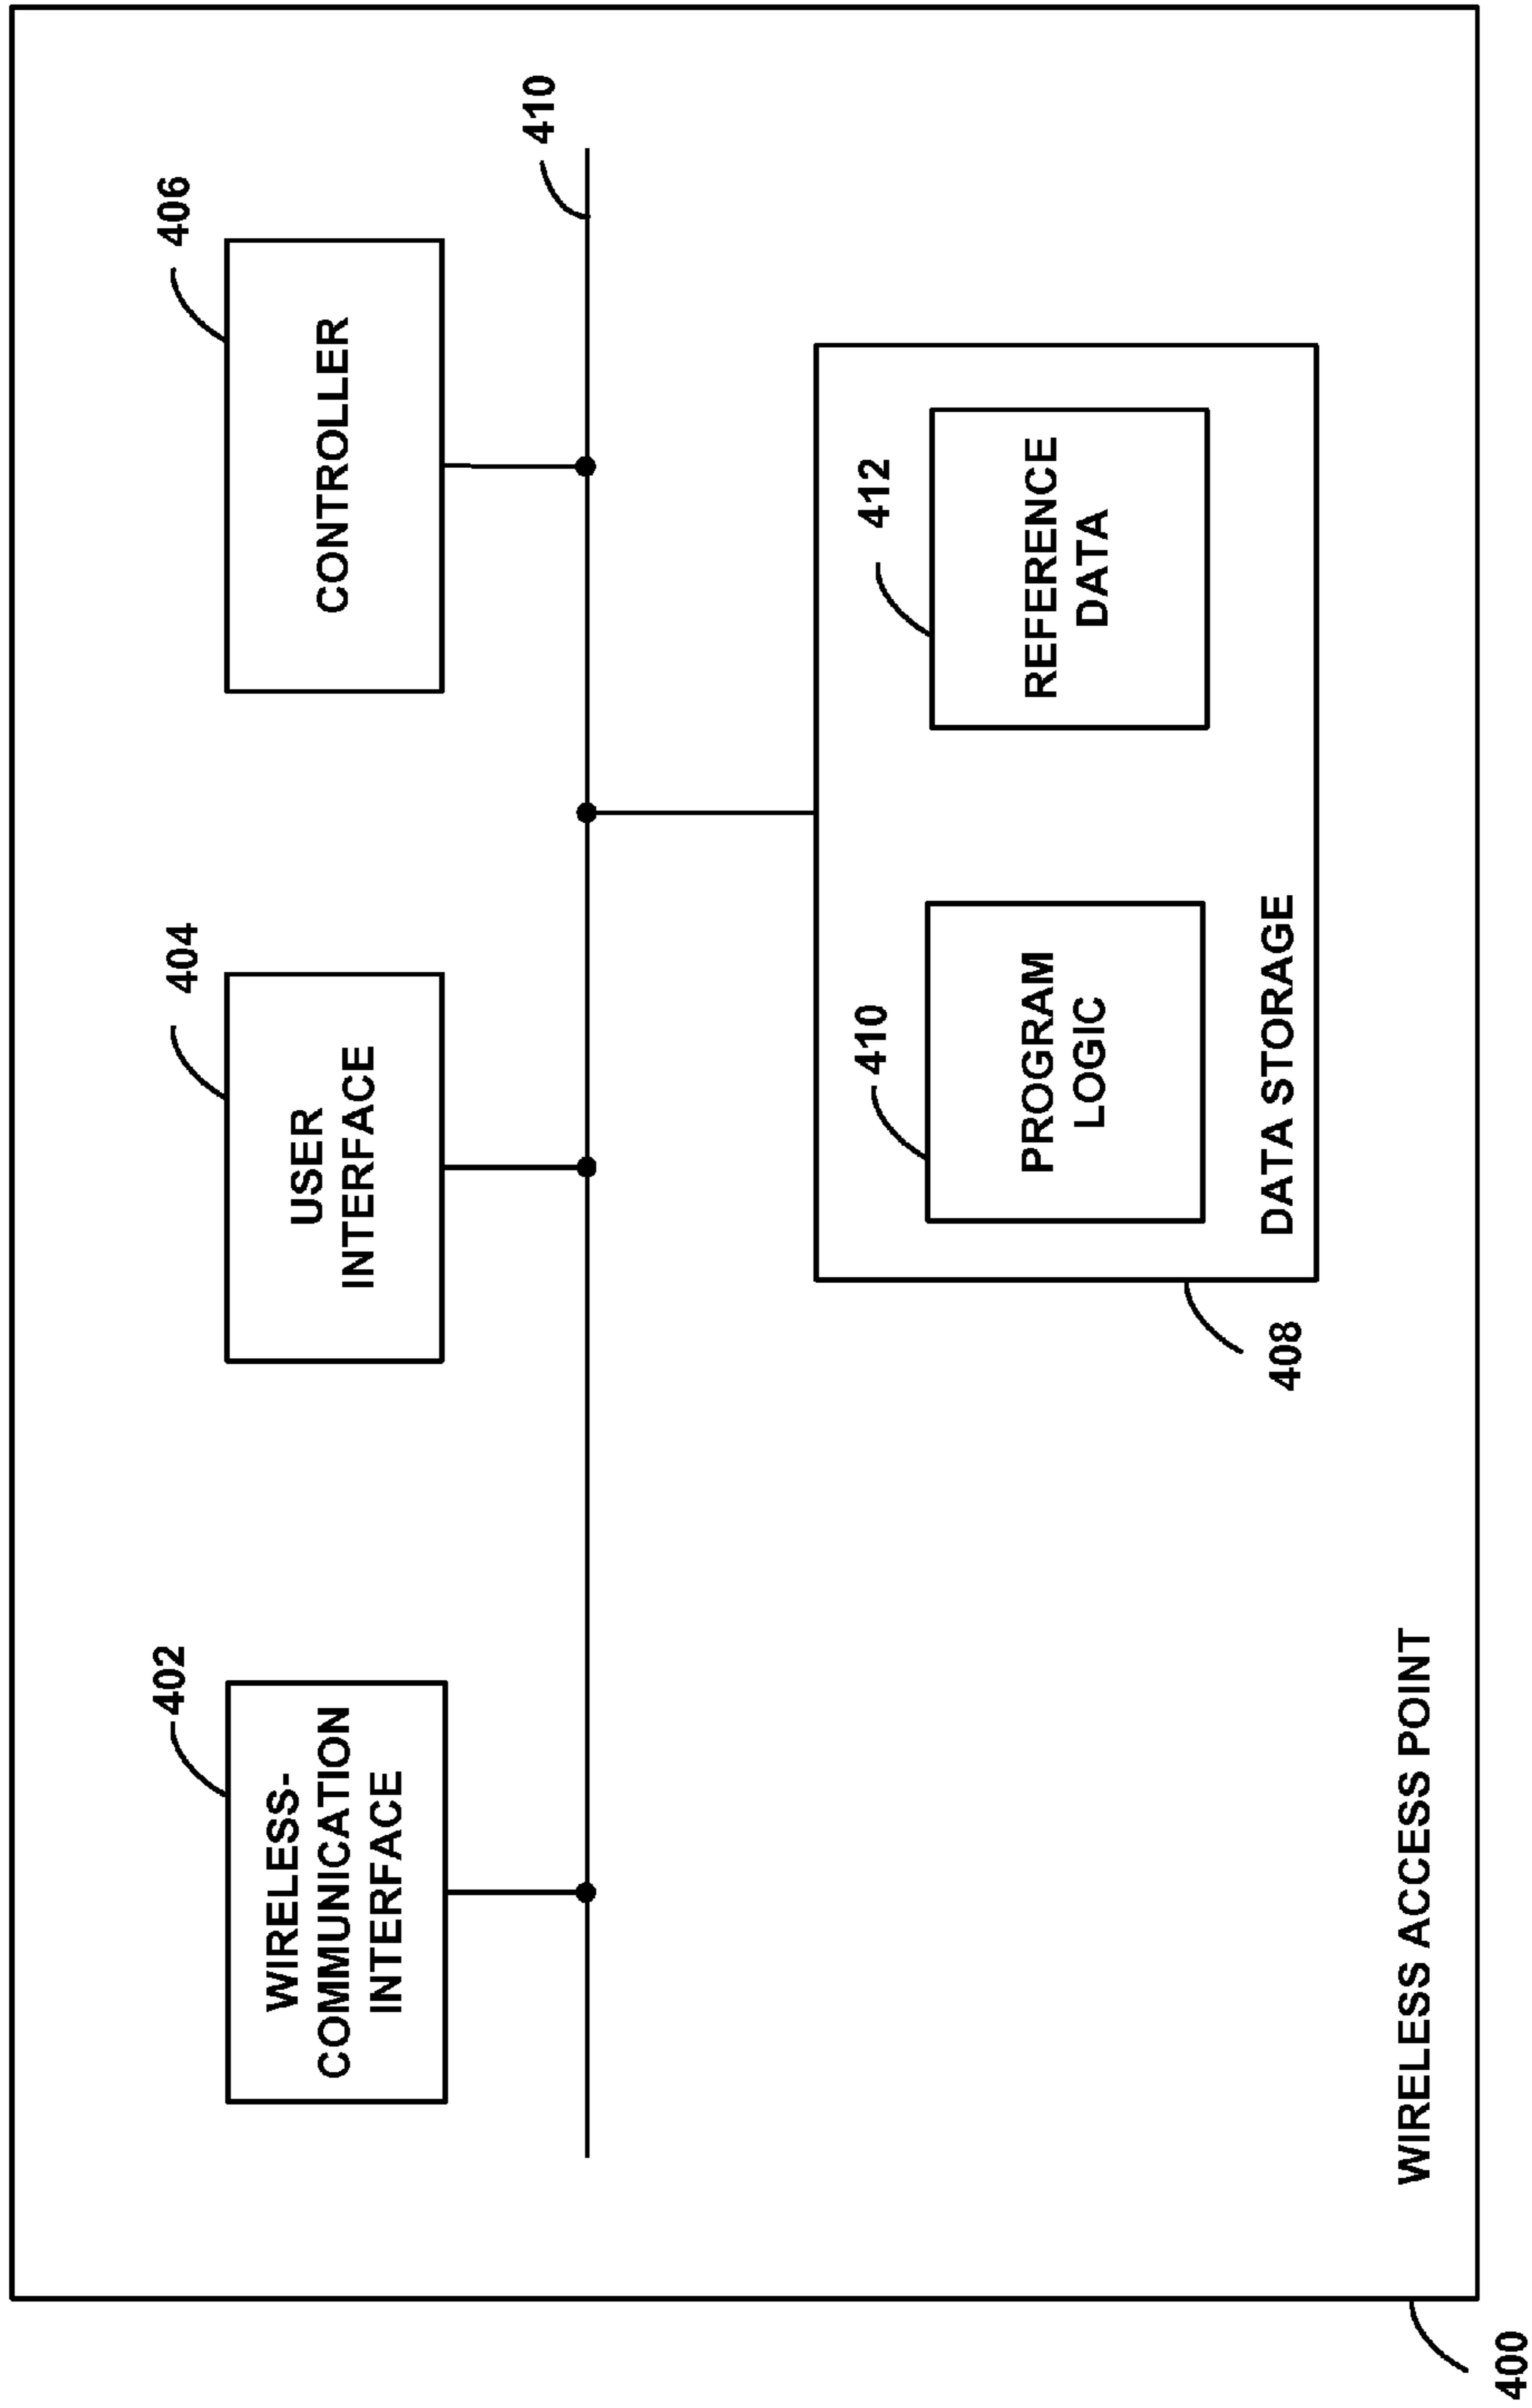 402
WIRELESS-
COMMUNICATION
INTERFACE
404
USER
INTERFACE
406
CONTROLLER
410
410
PROGRAM
LOGIC
412
REFERENCE
DATA
DATA STORAGE
408
WIRELESS ACCESS POINT
400